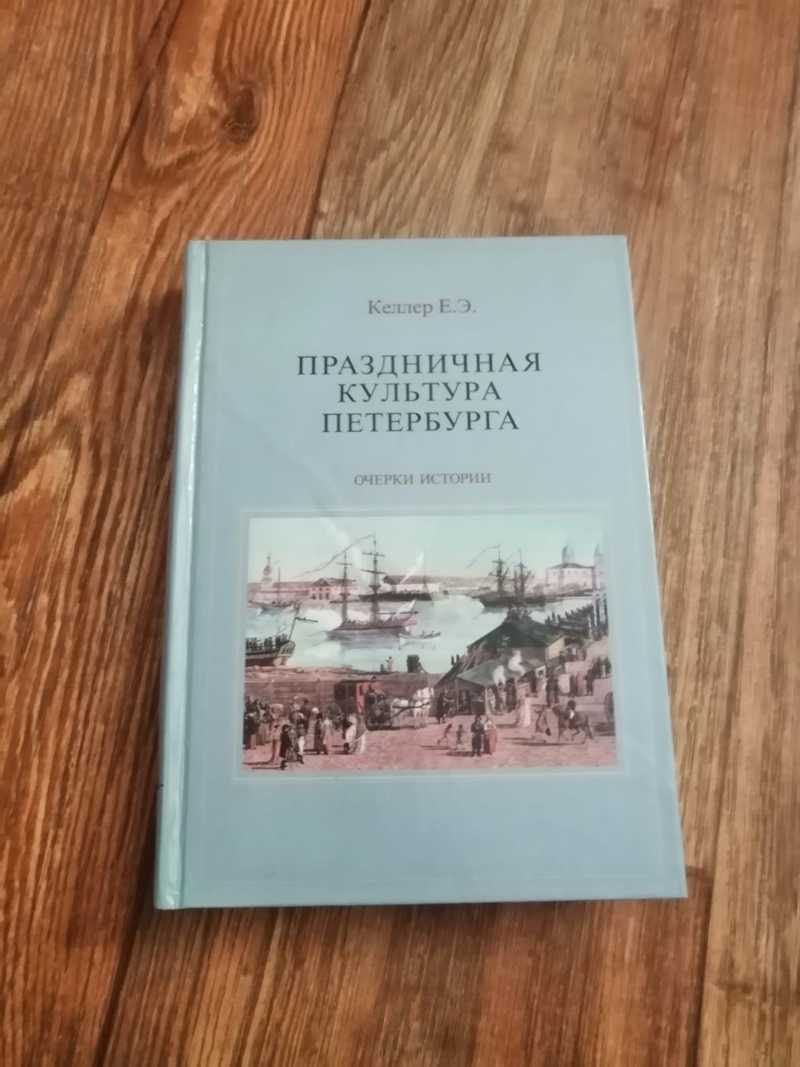 Келлер Е.Э.
ПРАЗДНИЧНАЯ
КУЛЬТУРА
ПЕТЕРБУРГА
ОЧЕРКИ ИСТОРИИ